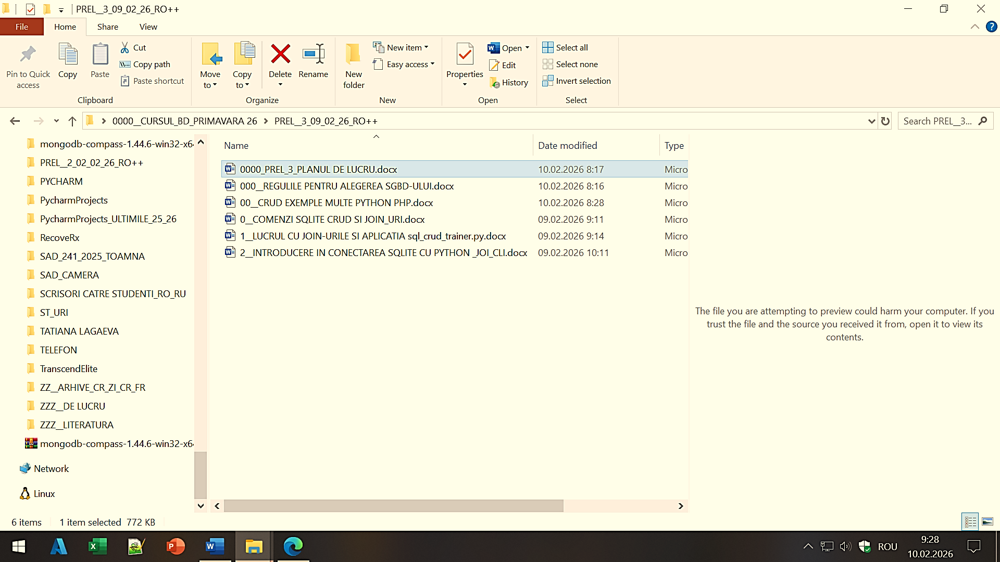 PREL__3_09_02_26_RO++
File
Home
Share
View
Pin to Quick access
Copy
Paste
Cut
Copy path
Paste shortcut
Clipboard
Move to
Copy to
Delete
Rename
Organize
New folder
New item
Easy access
New
Properties
Open
Edit
History
Open
Select all
Select none
Invert selection
Select
0000__CURSUL_BD_PRIMAVARA 26
PREL__3_09_02_26_RO++
Search PREL__3...
mongodb-compass-1.44.6-win32-x64
PREL__2_02_02_26_RO++
PYCHARM
PycharmProjects
PycharmProjects_ULTIMILE_25_26
RecoveRx
SAD_241_2025_TOAMNA
SAD_CAMERA
SCRISORI CATRE STUDENTI_RO_RU
ST_URI
TATIANA LAGAEVA
TELEFON
TranscendElite
ZZ__ARHIVE_CR_ZI_CR_FR
ZZZ__DE LUCRU
ZZZ__LITERATURA
mongodb-compass-1.44.6-win32-x64
Network
Linux
Name Date modified Type
0000_PREL_3_PLANUL DE LUCRU.docx 10.02.2026 8:17 Micro
000__REGULILE PENTRU ALEGEREA SGBD-ULUI.docx 10.02.2026 8:16 Micro
00__CRUD EXEMPLE MULTE PYTHON PHP.docx 10.02.2026 8:28 Micro
0__COMENZI SQLITE CRUD SI JOIN_URI.docx 09.02.2026 9:11 Micro
1__LUCRUL CU JOIN-URILE SI APLICATIA sql_crud_trainer.py.docx 09.02.2026 9:14 Micro
2__INTRODUCERE IN CONECTAREA SQLITE CU PYTHON _JOI_CLI.docx 09.02.2026 10:11 Micro
The file you are attempting to preview could harm your computer. If you
trust the file and the source you received it from, open it to view its
contents.
6 items 1 item selected 772 KB
ROU
9:28
10.02.2026